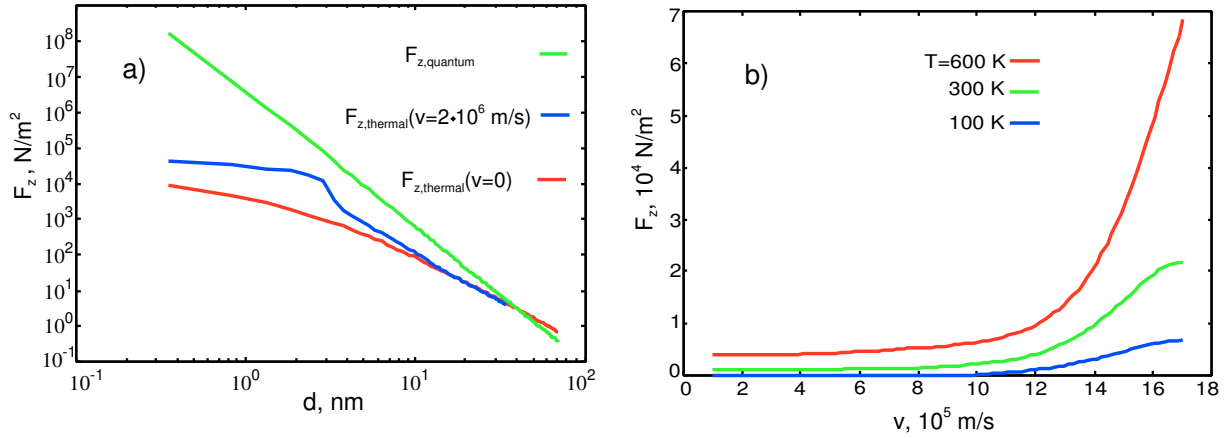 a)
F_z,quantum
F_z,thermal(v=2•10^6 m/s)
F_z,thermal(v=0)
F_z, N/m^2
10^8
10^7
10^6
10^5
10^4
10^3
10^2
10^1
10^0
10^-1
10^-1 10^0 10^1 10^2
d, nm
b)
T=600 K
300 K
100 K
F_z, 10^4 N/m^2
7
6
5
4
3
2
1
0
0 2 4 6 8 10 12 14 16 18
v, 10^5 m/s